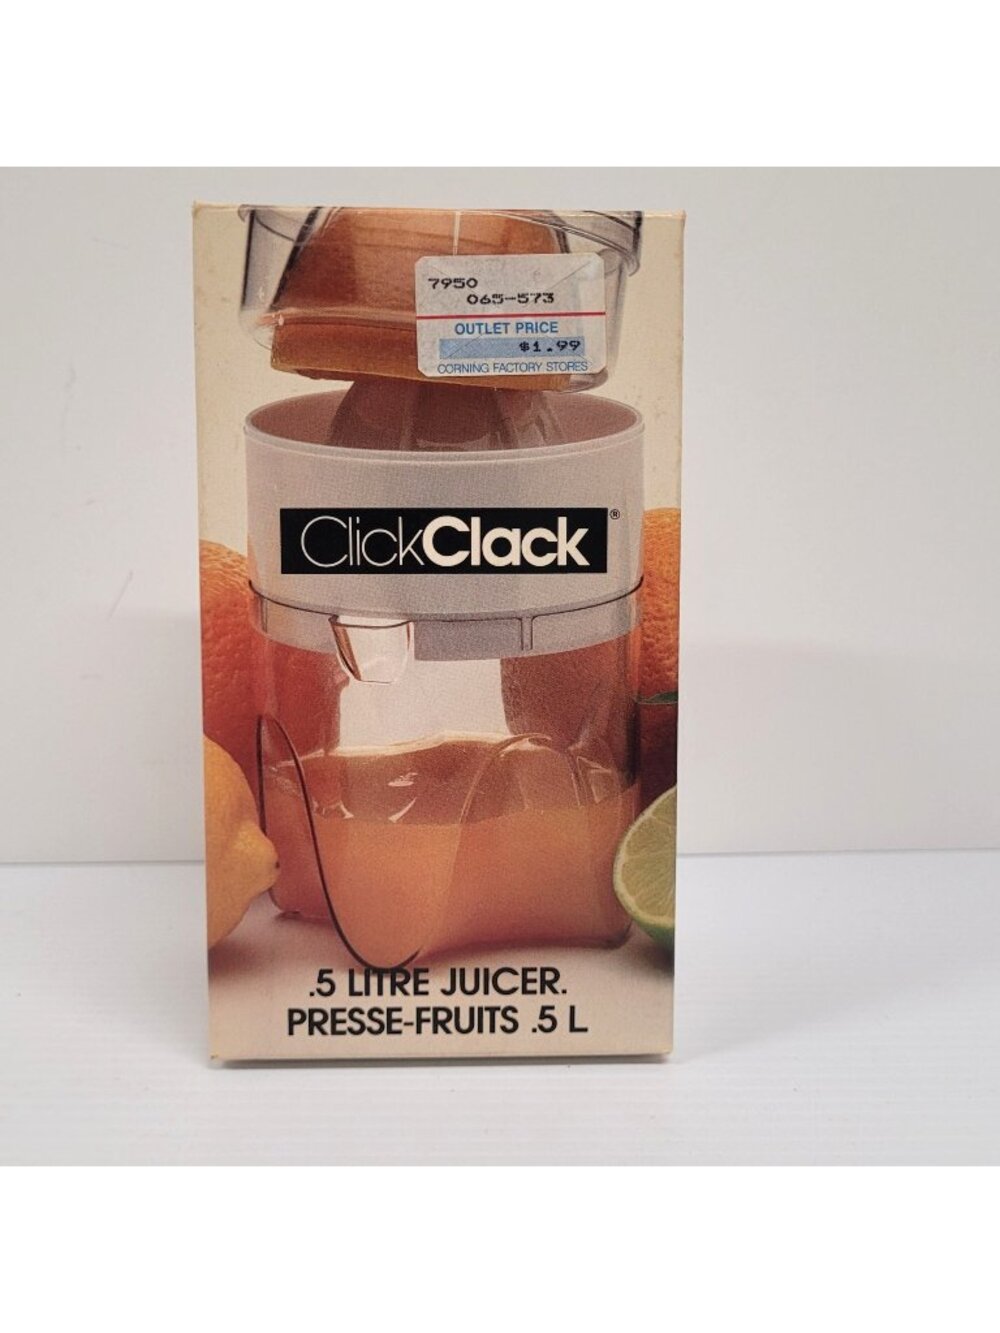 7950
065-573
OUTLET PRICE
$1.99
CORNING FACTORY STORES
ClickClack®
.5 LITRE JUICER.
PRESSE-FRUITS .5 L